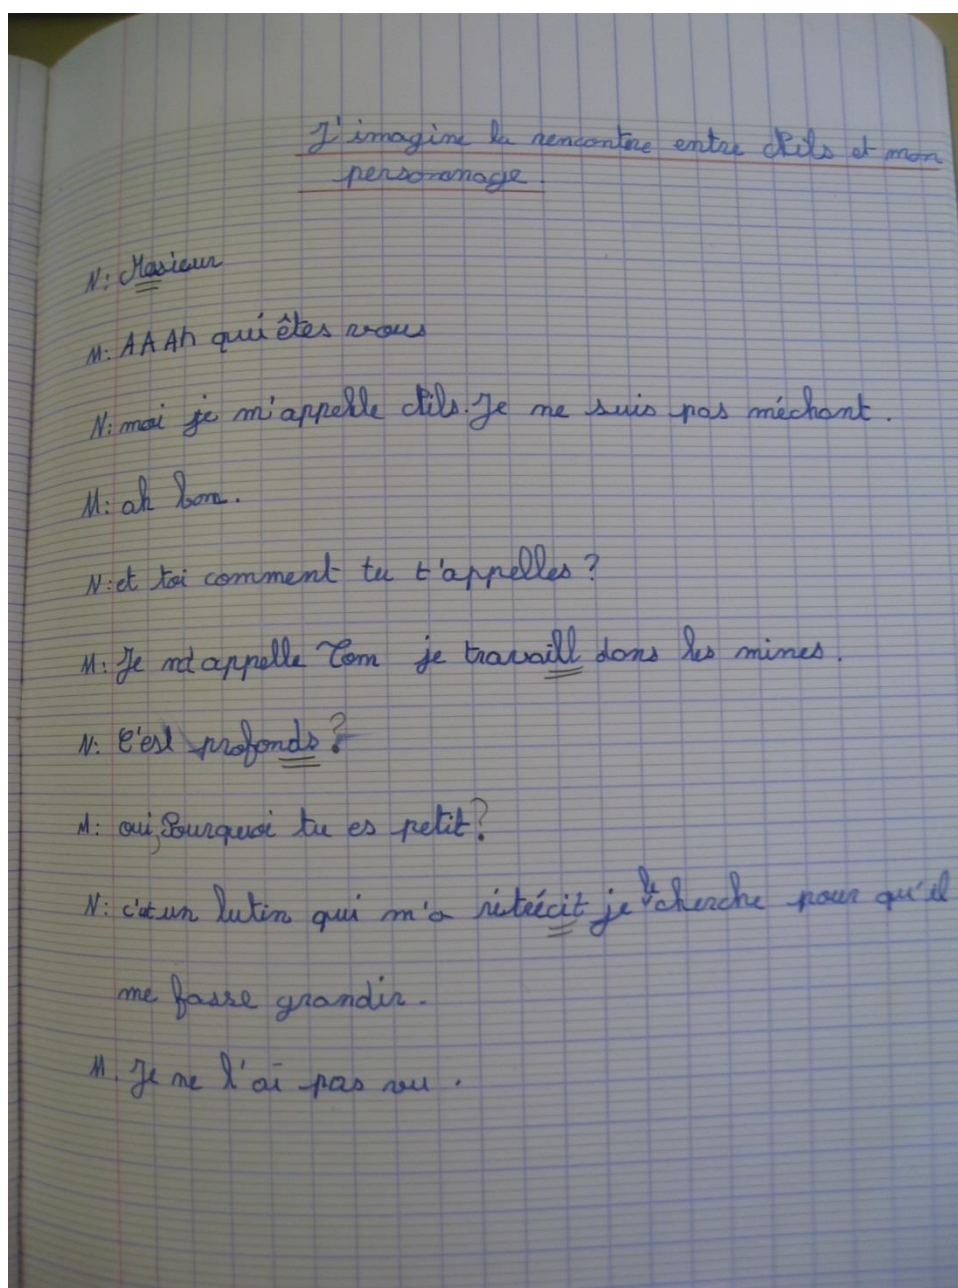 J'imagine la rencontre entre Nils et mon
personnage.
N: Masieur
M: AAAh qui êtes vous
N: moi je m'appelle Nils. Je ne suis pas méchant.
M: ah bon.
N: et toi comment tu t'appelles ?
M: Je m'appelle Tom je travaill dans les mines.
N: C'est profonds ?
M: oui, Pourquoi tu es petit ?
N: c'est un lutin qui m'a rétrécit je le cherche pour qu'il
me fasse grandir.
M. Je ne l'ai pas vu.